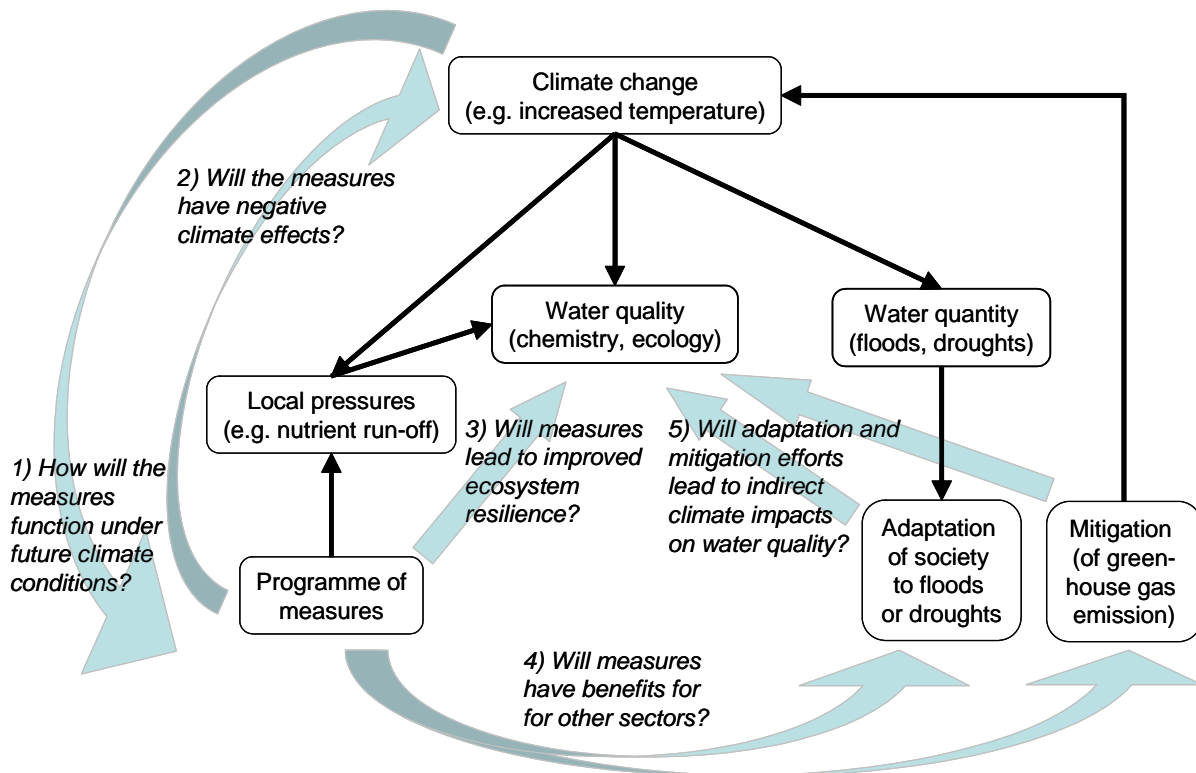 Climate change
(e.g. increased temperature)
2) Will the measures
have negative
climate effects?
Water quality
(chemistry, ecology)
Water quantity
(floods, droughts)
Local pressures
(e.g. nutrient run-off)
3) Will measures
lead to improved
ecosystem
resilience?
5) Will adaptation and
mitigation efforts
lead to indirect
climate impacts
on water quality?
1) How will the
measures
function under
future climate
conditions?
Programme of
measures
Adaptation
of society
to floods
or droughts
Mitigation
(of green-
house gas
emission)
4) Will measures
have benefits for
for other sectors?